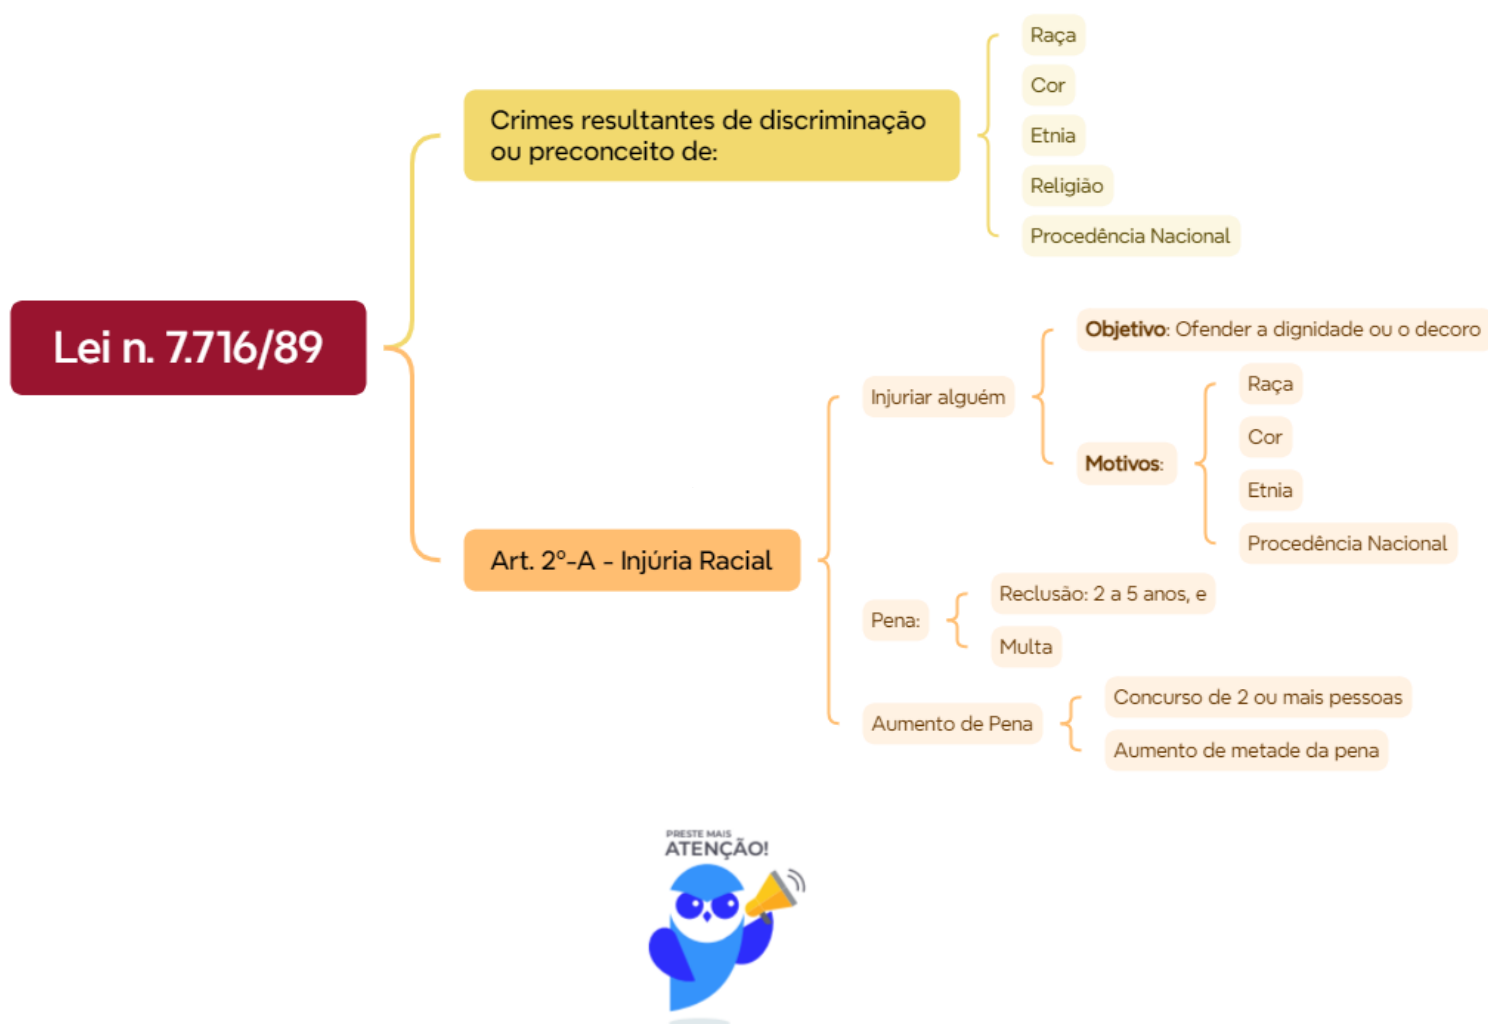 Lei n. 7.716/89
Crimes resultantes de discriminação
ou preconceito de:
Raça
Cor
Etnia
Religião
Procedência Nacional
Art. 2º-A - Injúria Racial
Injuriar alguém
Objetivo: Ofender a dignidade ou o decoro
Motivos:
Raça
Cor
Etnia
Procedência Nacional
Pena:
Reclusão: 2 a 5 anos, e
Multa
Aumento de Pena
Concurso de 2 ou mais pessoas
Aumento de metade da pena
PRESTE MAIS
ATENÇÃO!